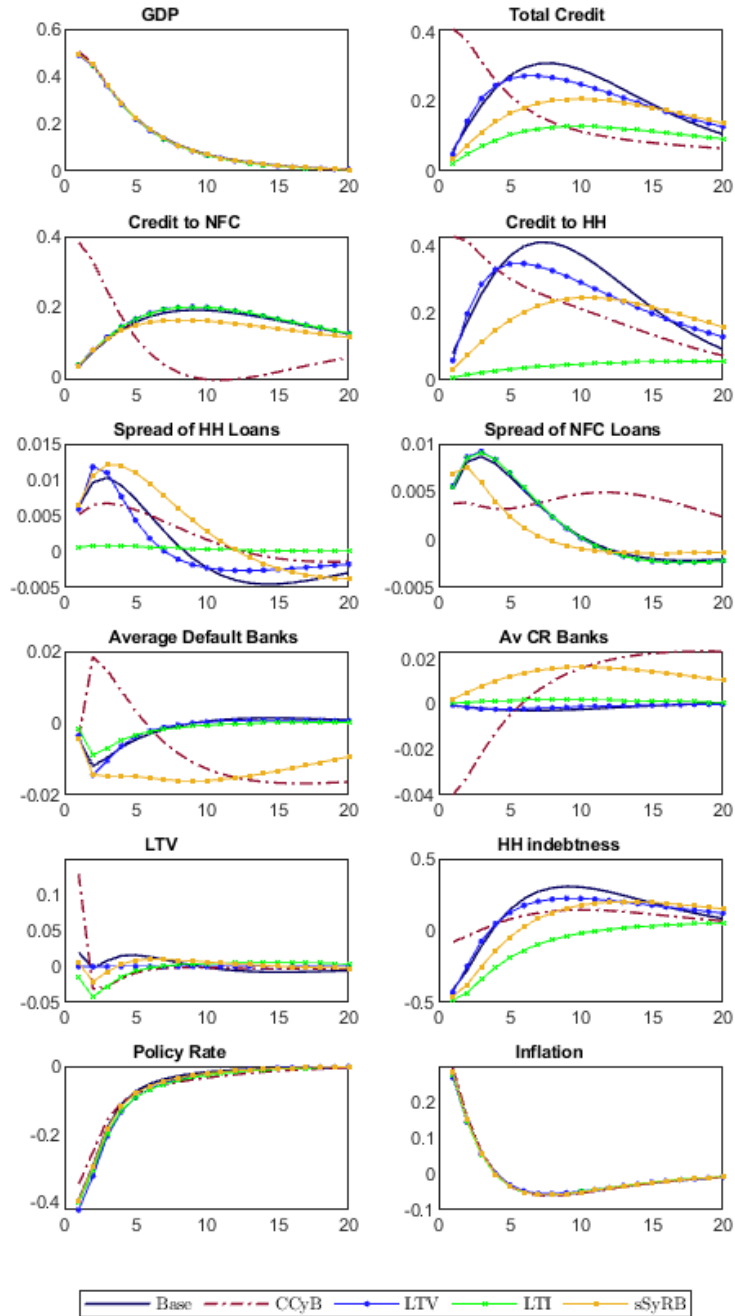 GDP
Total Credit
0.6
0.4
0.2
0
0 5 10 15 20
0.4
0.2
0
0 5 10 15 20
Credit to NFC
Credit to HH
0.4
0.2
0
0 5 10 15 20
0.4
0.2
0
0 5 10 15 20
Spread of HH Loans
Spread of NFC Loans
0.015
0.01
0.005
0
-0.005
0 5 10 15 20
0.01
0.005
0
-0.005
0 5 10 15 20
Average Default Banks
Av CR Banks
0.02
0
-0.02
0 5 10 15 20
0.02
0
-0.02
-0.04
0 5 10 15 20
LTV
HH indebtness
0.1
0.05
0
-0.05
0 5 10 15 20
0.5
0
-0.5
0 5 10 15 20
Policy Rate
Inflation
0
-0.2
-0.4
0 5 10 15 20
0.2
0.1
0
-0.1
0 5 10 15 20
Base CCyB LTV LTI sSyRB